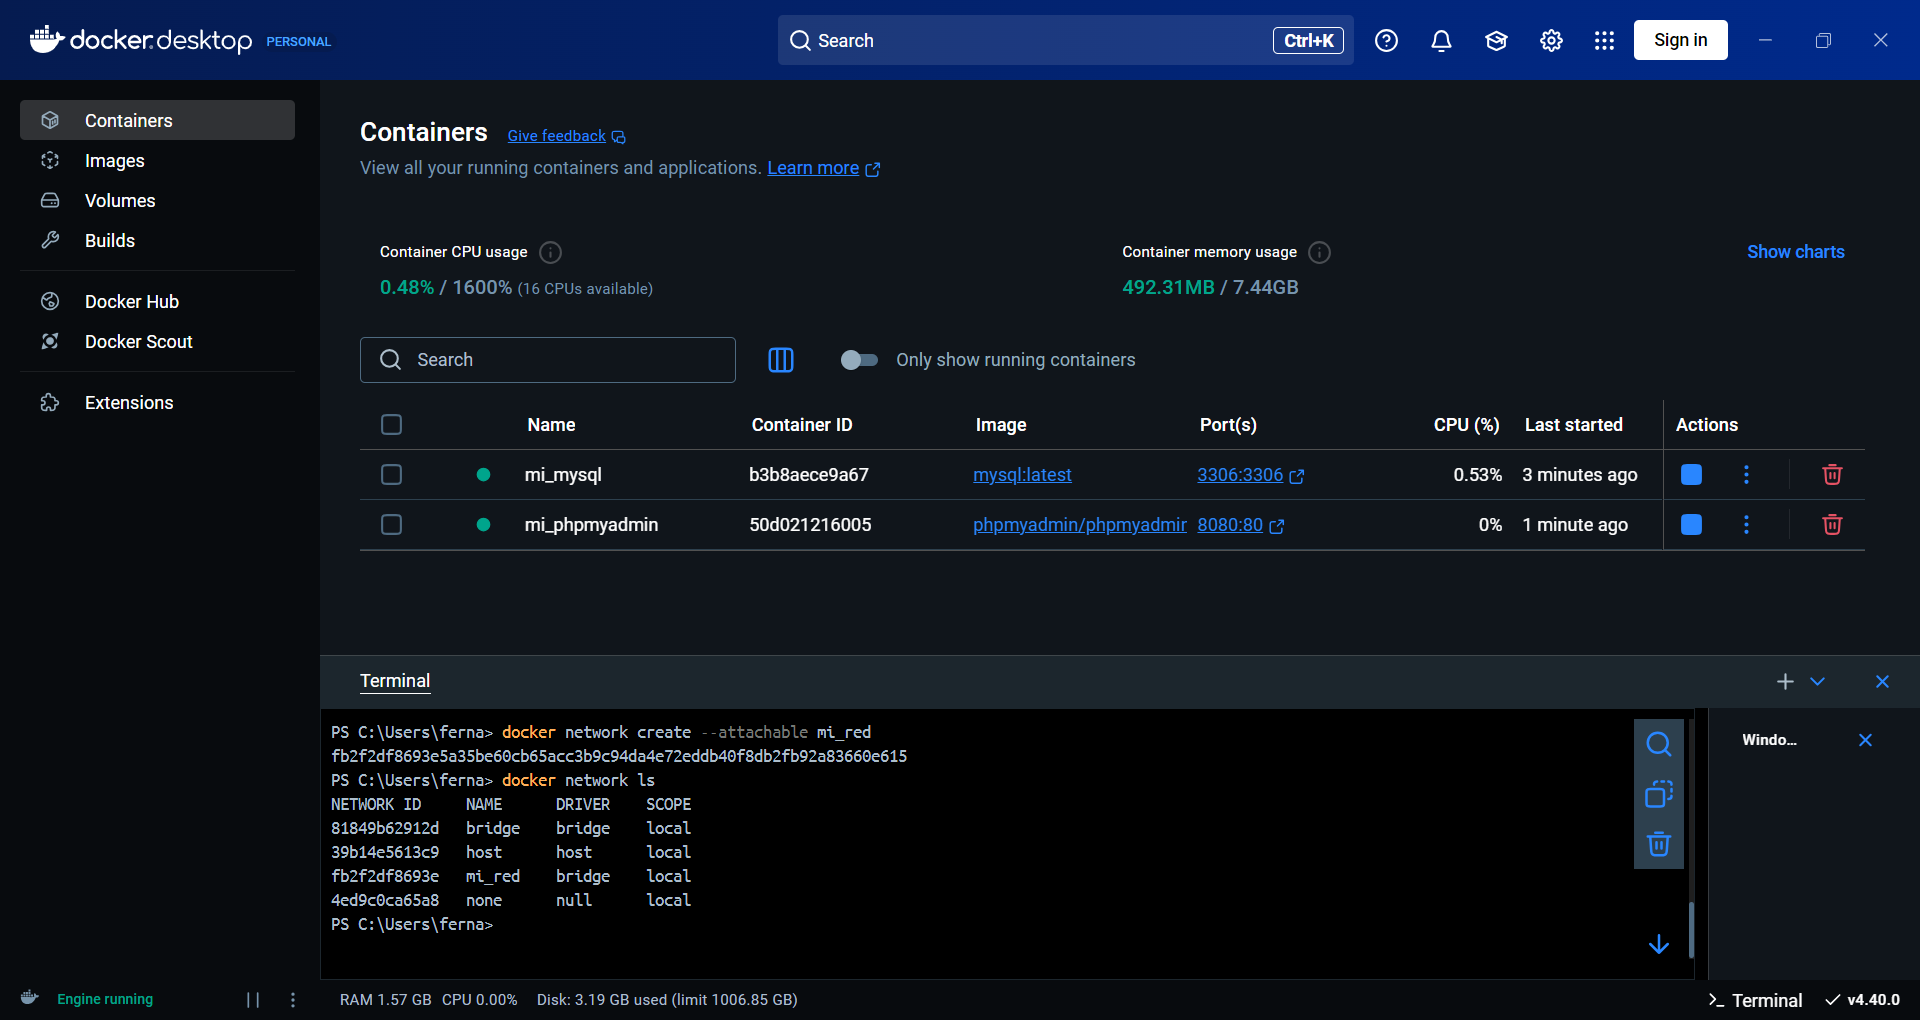 docker.desktop PERSONAL
Search Ctrl+K
Sign in
Containers
Images
Volumes
Builds
Docker Hub
Docker Scout
Extensions
Containers Give feedback
View all your running containers and applications. Learn more
Container CPU usage
0.48% / 1600% (16 CPUs available)
Container memory usage
492.31MB / 7.44GB
Show charts
Search
Only show running containers
Name Container ID Image Port(s) CPU (%) Last started Actions
mi_mysql b3b8aece9a67 mysql:latest 3306:3306 0.53% 3 minutes ago
mi_phpmyadmin 50d021216005 phpmyadmin/phpmyadmir 8080:80 0% 1 minute ago
Terminal
PS C:\Users\ferna> docker network create --attachable mi_red
fb2f2df8693e5a35be60cb65acc3b9c94da4e72eddb40f8db2fb92a83660e615
PS C:\Users\ferna> docker network ls
NETWORK ID NAME DRIVER SCOPE
81849b62912d bridge bridge local
39b14e5613c9 host host local
fb2f2df8693e mi_red bridge local
4ed9c0ca65a8 none null local
PS C:\Users\ferna>
Windo...
Engine running
RAM 1.57 GB CPU 0.00% Disk: 3.19 GB used (limit 1006.85 GB)
Terminal
v4.40.0